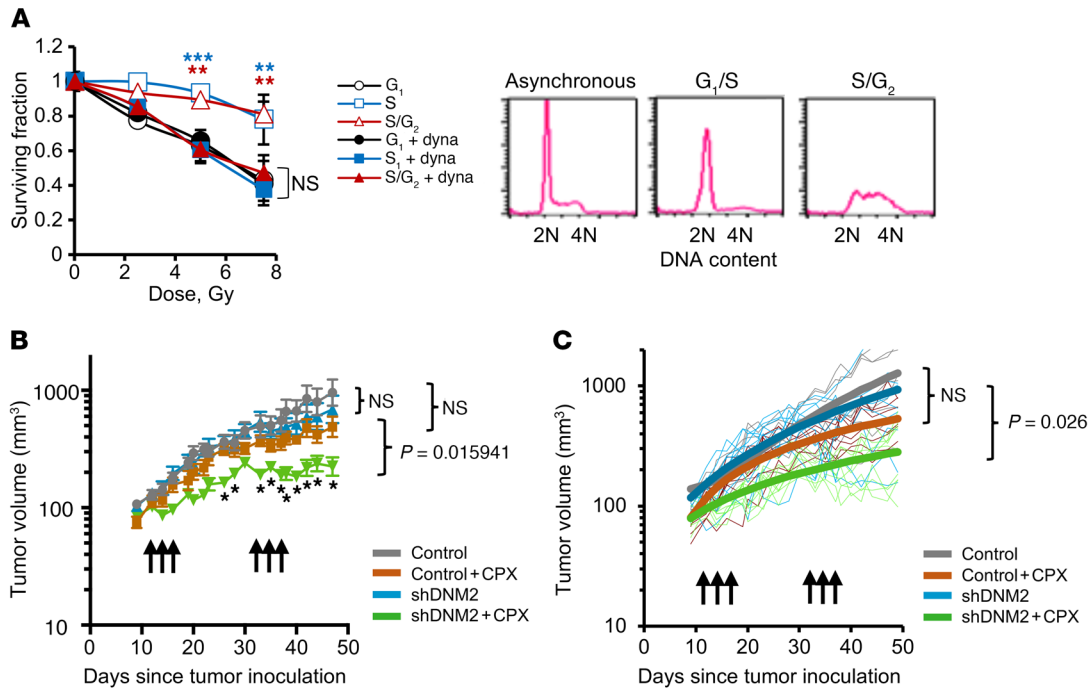 A
1.2
1
0.8
0.6
0.4
0.2
0
0 2 4 6 8
Surviving fraction
Dose, Gy
***
**
**
**
NS
G1
S
S/G2
G1 + dyna
S1 + dyna
S/G2 + dyna
Asynchronous
G1/S
S/G2
2N 4N
2N 4N
2N 4N
DNA content
B
Tumor volume (mm3)
1000
100
10
0 10 20 30 40 50
Days since tumor inoculation
NS
NS
P = 0.015941
* * * * * * * * * *
Control
Control+CPX
shDNM2
shDNM2+CPX
C
Tumor volume (mm3)
1000
100
10
0 10 20 30 40 50
Days since tumor inoculation
NS
P = 0.026
Control
Control+CPX
shDNM2
shDNM2+CPX